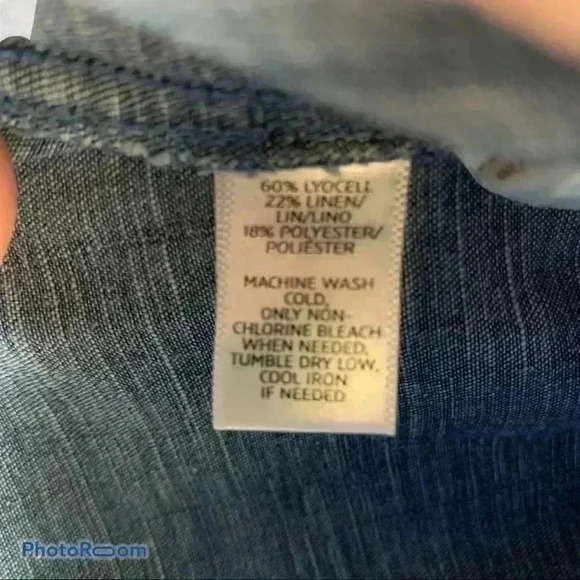 60% LYOCELL
22% LINEN/
LIN/LINO
18% POLYESTER/
POLIÉSTER
MACHINE WASH
COLD,
ONLY NON-
CHLORINE BLEACH
WHEN NEEDED,
TUMBLE DRY LOW,
COOL IRON
IF NEEDED
PhotoRoom